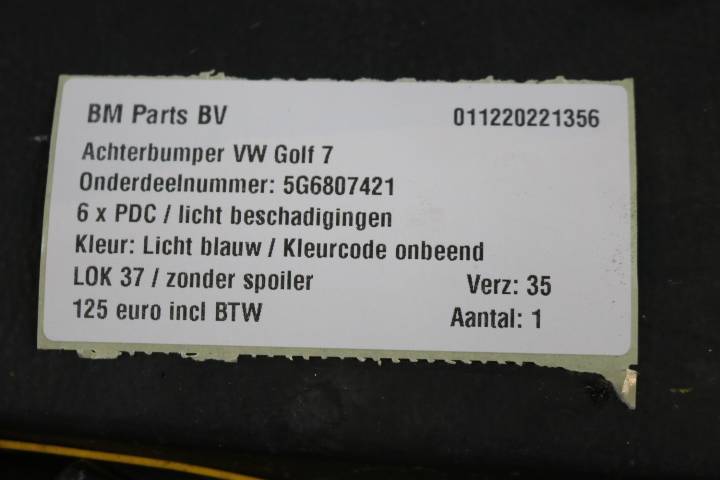 BM Parts BV 011220221356
Achterbumper VW Golf 7
Onderdeelnummer: 5G6807421
6 x PDC / licht beschadigingen
Kleur: Licht blauw / Kleurcode onbeend
LOK 37 / zonder spoiler Verz: 35
125 euro incl BTW Aantal: 1